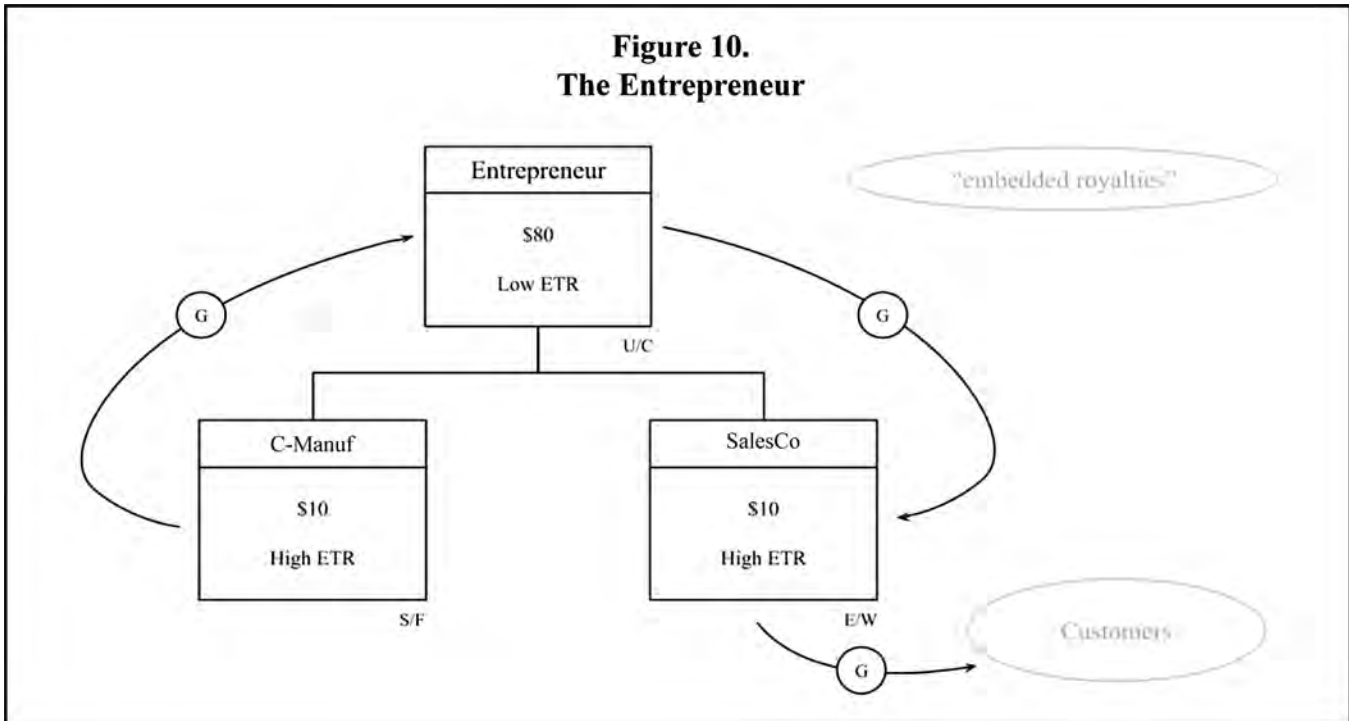 Figure 10.
The Entrepreneur
Entrepreneur
"embedded royalties"
$80
Low ETR
G
G
U/C
C-Manuf
SalesCo
$10
$10
High ETR
High ETR
S/F
E/W
Customers
G